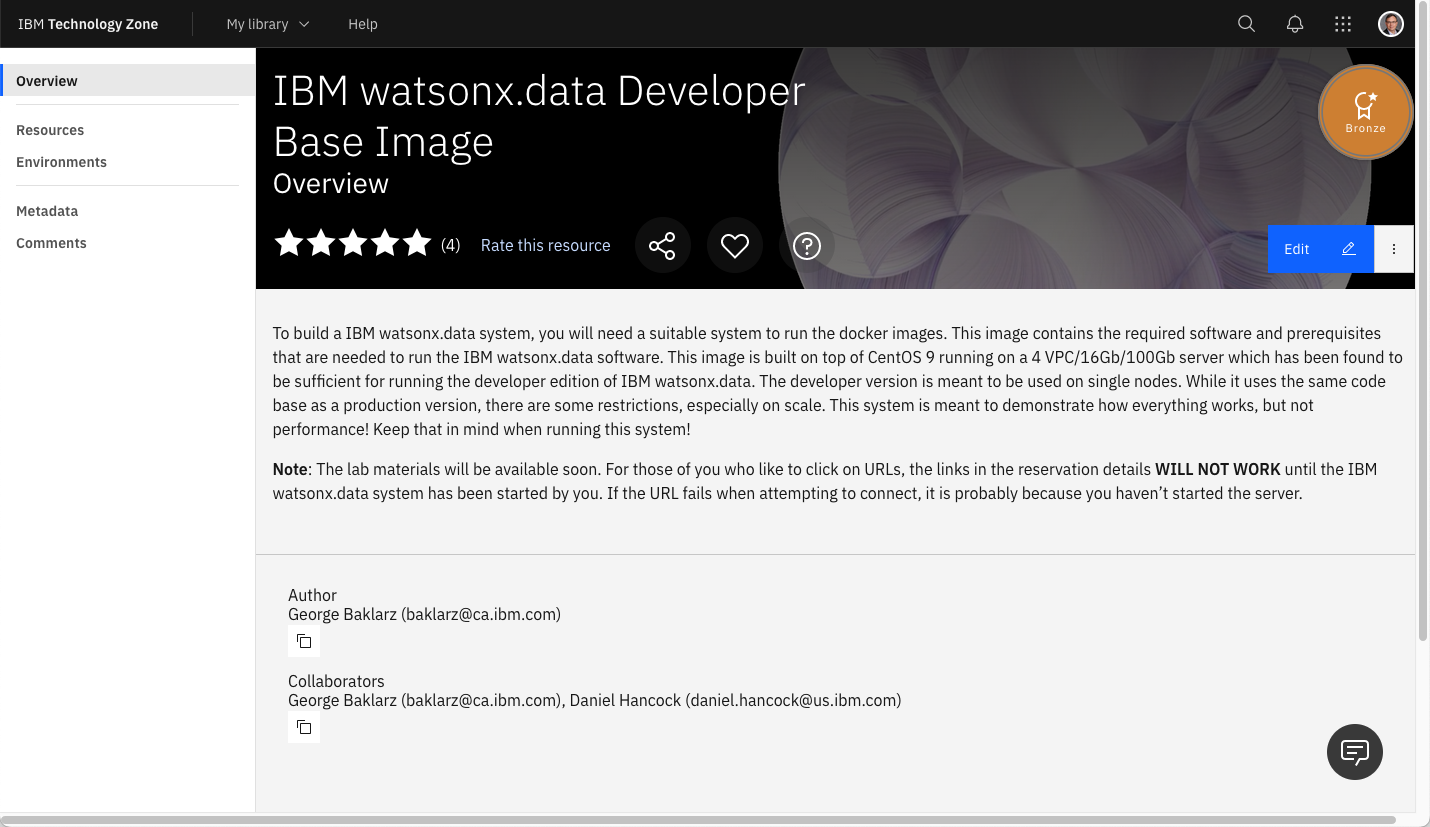 IBM Technology Zone
My library
Help
Overview
Resources
Environments
Metadata
Comments
IBM watsonx.data Developer
Base Image
Overview
Bronze
(4)
Rate this resource
Edit
To build a IBM watsonx.data system, you will need a suitable system to run the docker images. This image contains the required software and prerequisites
that are needed to run the IBM watsonx.data software. This image is built on top of CentOS 9 running on a 4 VPC/16Gb/100Gb server which has been found to
be sufficient for running the developer edition of IBM watsonx.data. The developer version is meant to be used on single nodes. While it uses the same code
base as a production version, there are some restrictions, especially on scale. This system is meant to demonstrate how everything works, but not
performance! Keep that in mind when running this system!
Note: The lab materials will be available soon. For those of you who like to click on URLs, the links in the reservation details WILL NOT WORK until the IBM
watsonx.data system has been started by you. If the URL fails when attempting to connect, it is probably because you haven’t started the server.
Author
George Baklarz (baklarz@ca.ibm.com)
Collaborators
George Baklarz (baklarz@ca.ibm.com), Daniel Hancock (daniel.hancock@us.ibm.com)